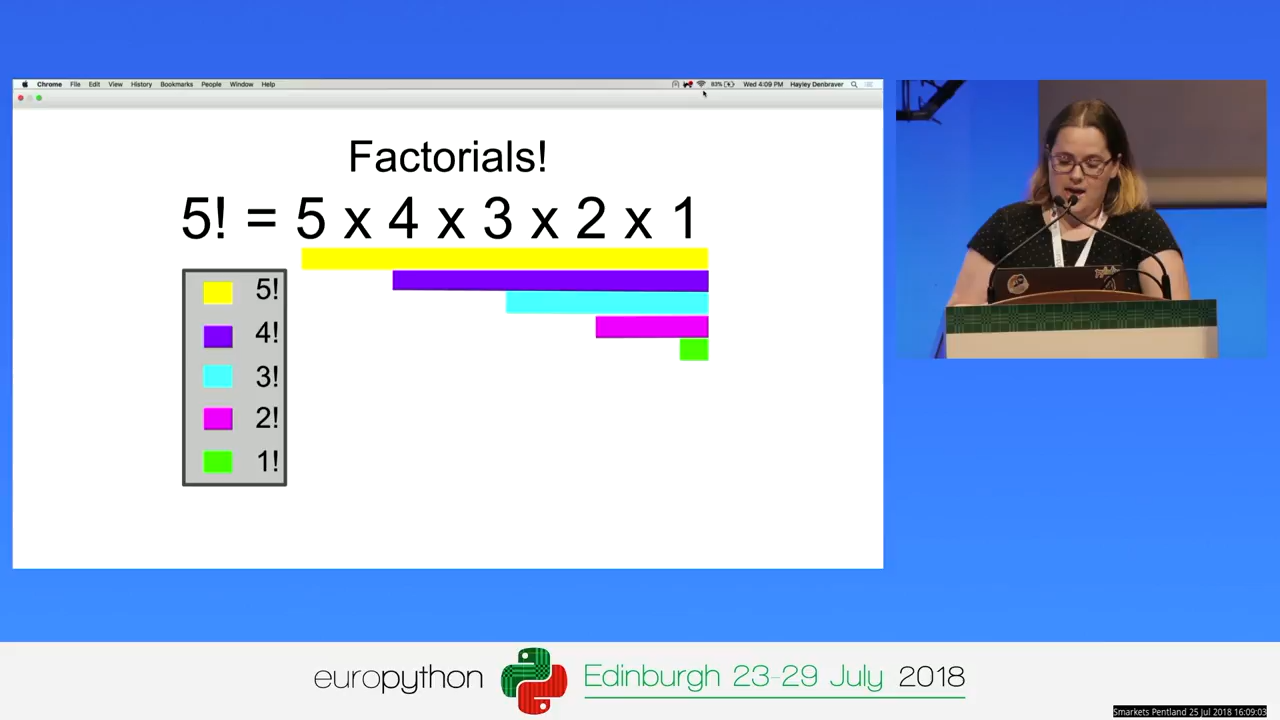 Chrome File Edit View History Bookmarks People Window Help
83% Wed 4:09 PM Hayley Denbraver
Factorials!
5! = 5 x 4 x 3 x 2 x 1
5!
4!
3!
2!
1!
europython
Edinburgh 23-29 July 2018
Smarkets Pentland 25 Jul 2018 16:09:03